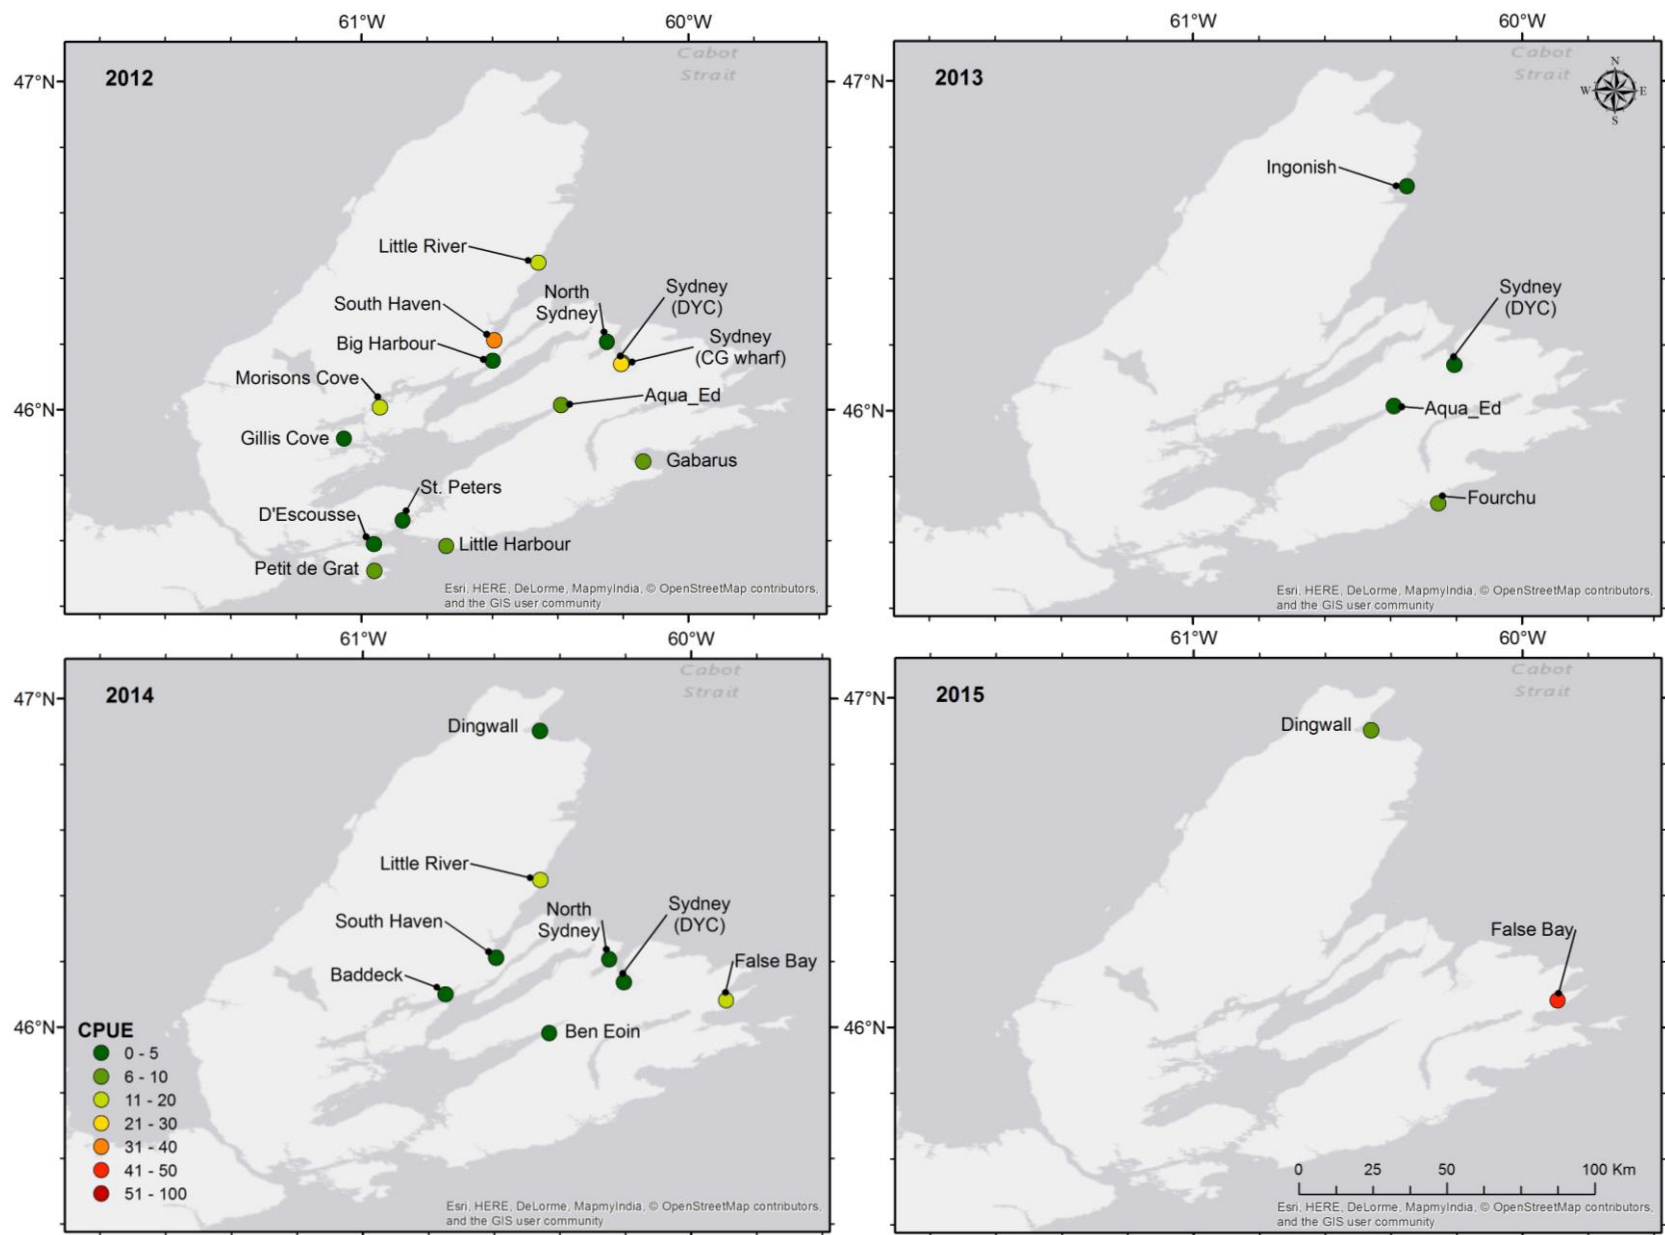 61°W
60°W
61°W
60°W
47°N
46°N
2012
Cabot
Strait
Little River
South Haven
Big Harbour
Morisons Cove
Gillis Cove
D'Escousse
Petit de Grat
St. Peters
Little Harbour
North
Sydney
Sydney
(DYC)
Sydney
(CG wharf)
Aqua_Ed
Gabarus
Esri, HERE, DeLorme, MapmyIndia, © OpenStreetMap contributors,
and the GIS user community
2013
Cabot
Strait
N
W
E
S
Ingonish
Sydney
(DYC)
Aqua_Ed
Fourchu
Esri, HERE, DeLorme, MapmyIndia, © OpenStreetMap contributors,
and the GIS user community
61°W
60°W
61°W
60°W
47°N
46°N
2014
Cabot
Strait
Dingwall
Little River
South Haven
Baddeck
North
Sydney
Sydney
(DYC)
False Bay
Ben Eoin
CPUE
0 - 5
6 - 10
11 - 20
21 - 30
31 - 40
41 - 50
51 - 100
Esri, HERE, DeLorme, MapmyIndia, © OpenStreetMap contributors,
and the GIS user community
2015
Cabot
Strait
Dingwall
False Bay
0 25 50 100 Km
Esri, HERE, DeLorme, MapmyIndia, © OpenStreetMap contributors,
and the GIS user community